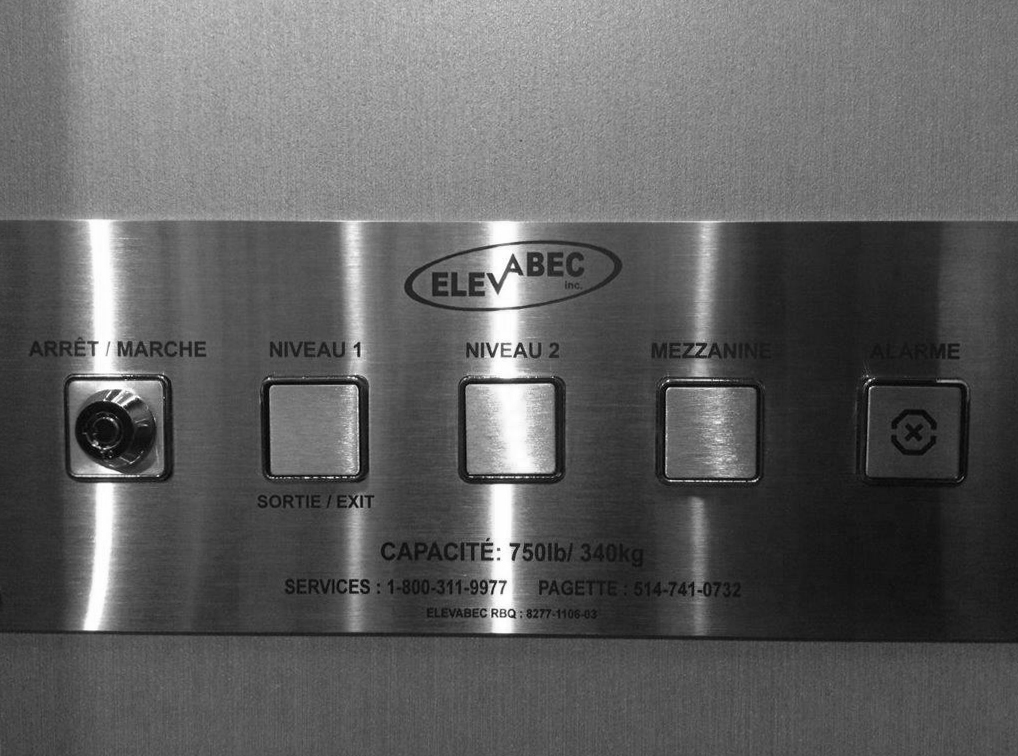 ELEVABEC
inc.
ARRÊT / MARCHE NIVEAU 1 NIVEAU 2 MEZZANINE ALARME
SORTIE / EXIT
CAPACITÉ: 750lb/ 340kg
SERVICES : 1-800-311-9977 PAGETTE : 514-741-0732
ELEVABEC RBQ : 8277-1106-03